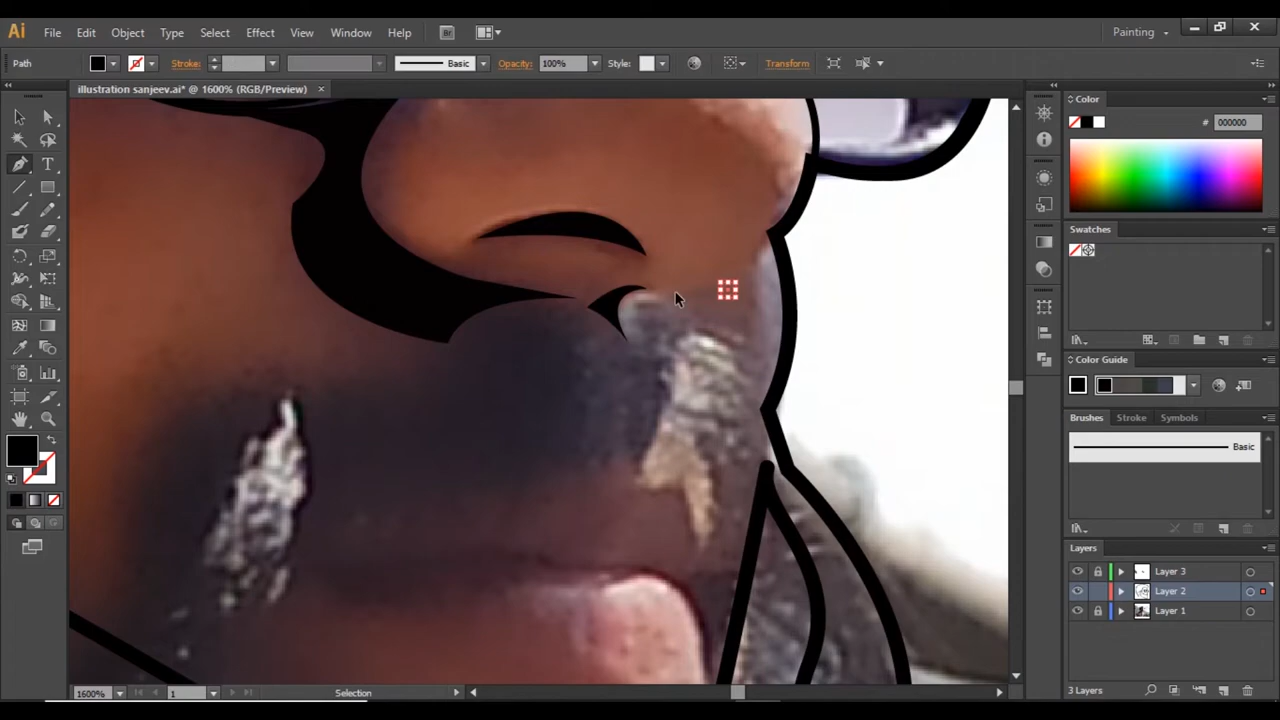 Ai File Edit Object Type Select Effect View Window Help Br Painting
Path Stroke: Basic Opacity: 100% Style: Transform
illustration sanjeev.ai* @ 1600% (RGB/Preview) ×
Color
# 000000
Swatches
Color Guide
Brushes Stroke Symbols
Basic
Layers
Layer 3
Layer 2
Layer 1
3 Layers
1600% 1 Selection